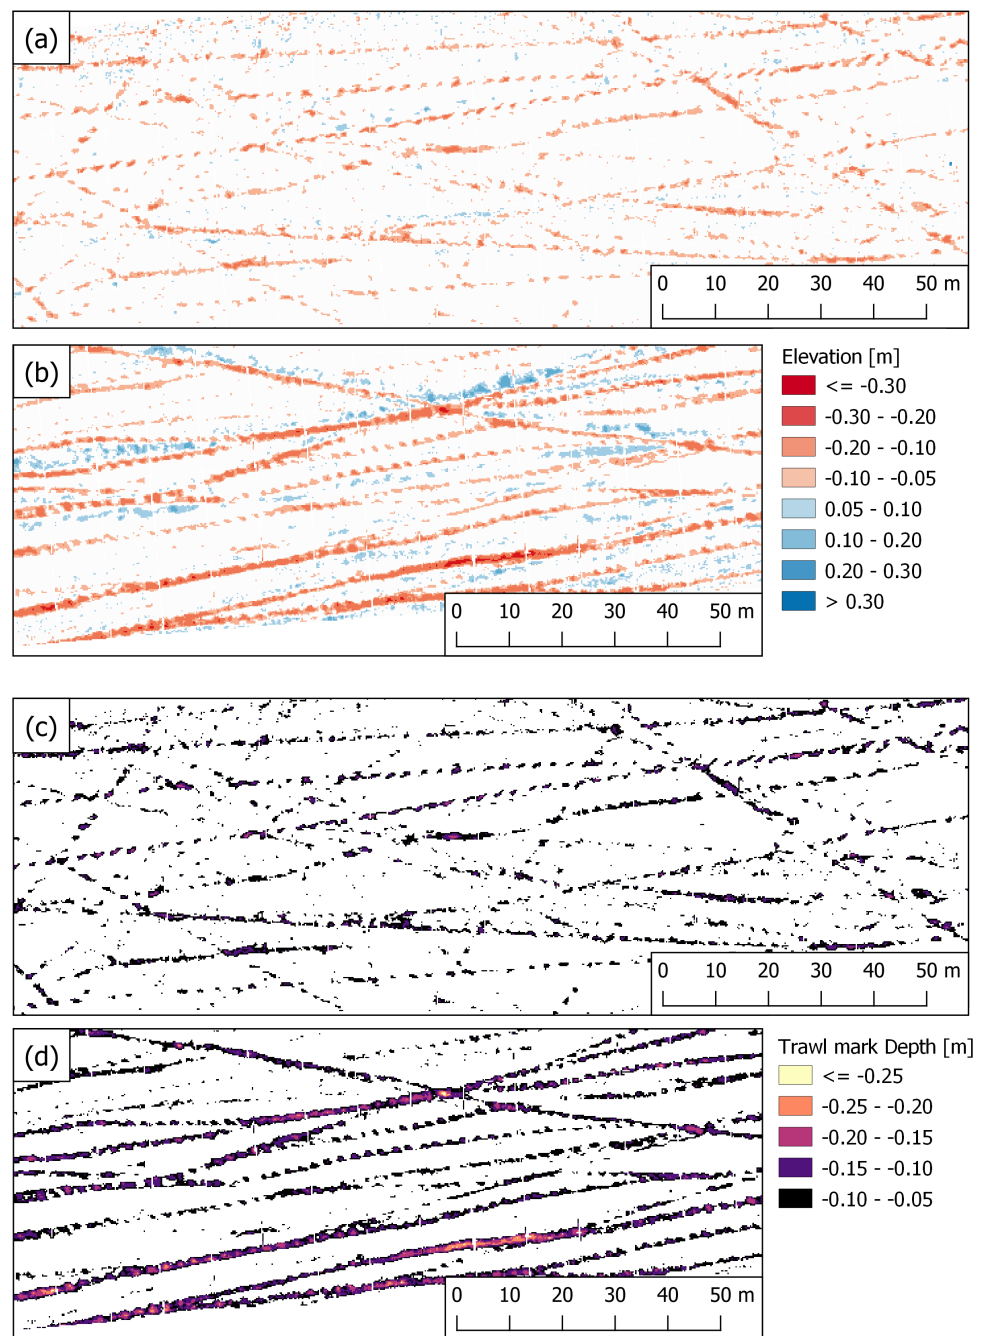 (a)
0 10 20 30 40 50 m
(b)
Elevation [m]
<= -0.30
-0.30 - -0.20
-0.20 - -0.10
-0.10 - -0.05
0.05 - 0.10
0.10 - 0.20
0.20 - 0.30
> 0.30
0 10 20 30 40 50 m
(c)
0 10 20 30 40 50 m
(d)
Trawl mark Depth [m]
<= -0.25
-0.25 - -0.20
-0.20 - -0.15
-0.15 - -0.10
-0.10 - -0.05
0 10 20 30 40 50 m